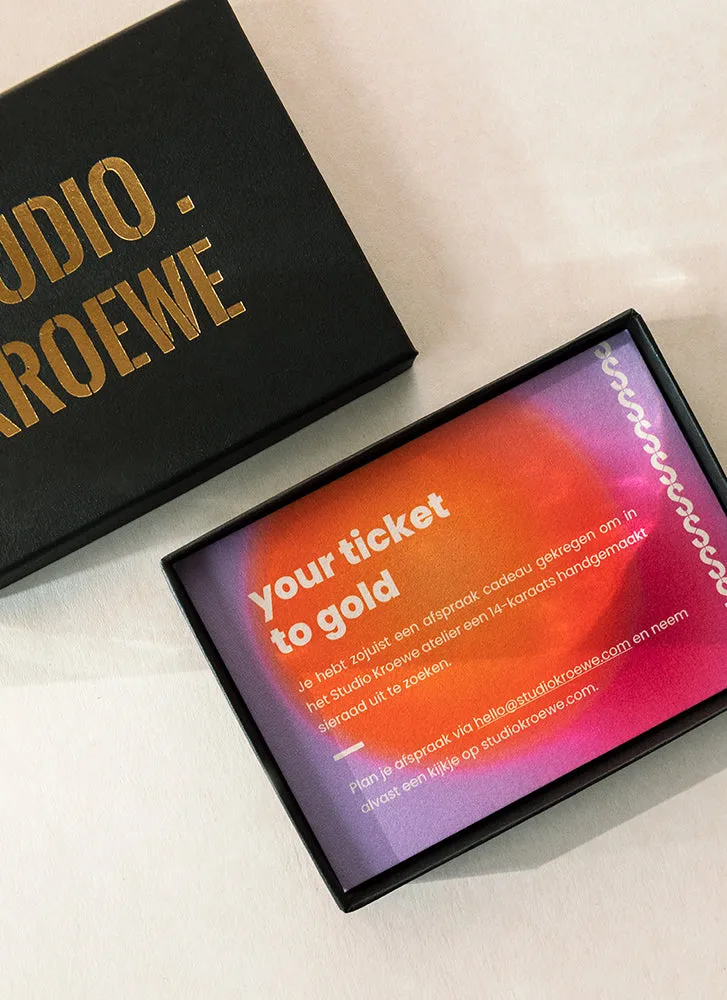 UDIO.
ROEWE
your ticket
to gold
Je hebt zojuist een afspraak cadeau gekregen om in
het Studio Kroewe atelier een 14-karaats handgemaakt
sieraad uit te zoeken.
Plan je afspraak via hello@studiokroewe.com en neem
alvast een kijkje op studiokroewe.com.